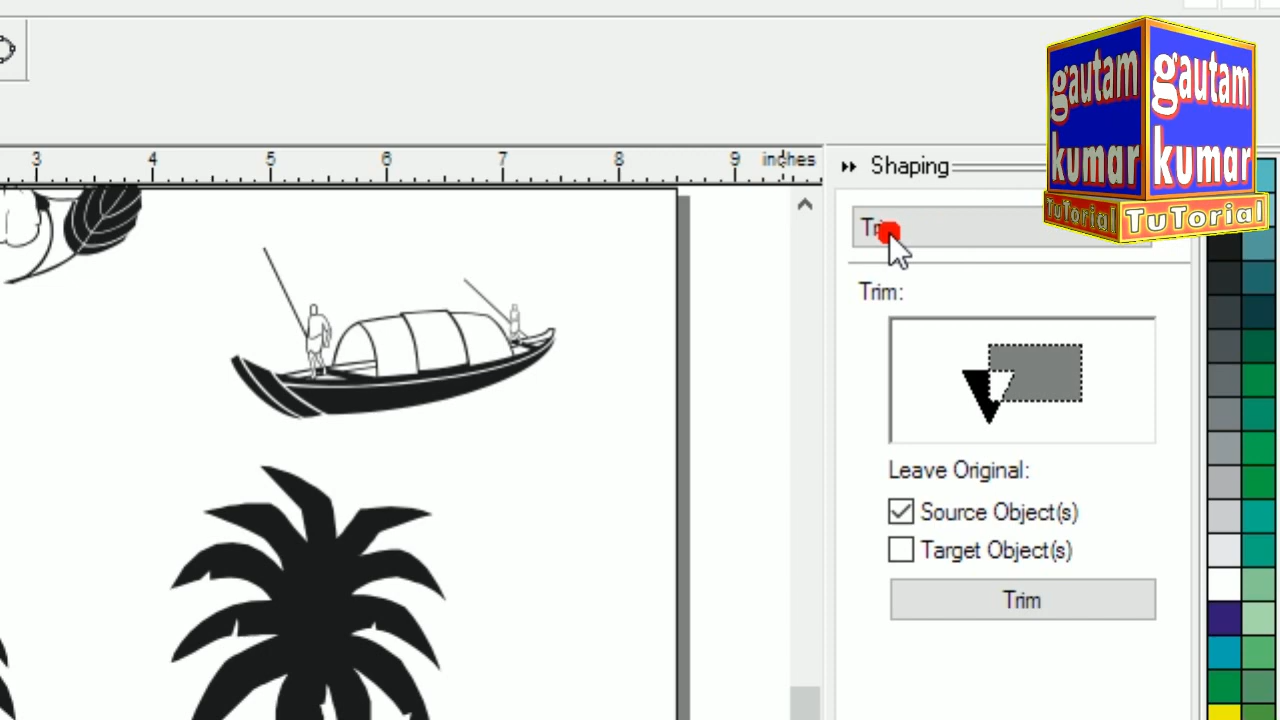 gautam gautam
kumar kumar
TuTorial TuTorial
3 4 5 6 7 8 9 inches
Shaping
Trim:
Leave Original:
Source Object(s)
Target Object(s)
Trim